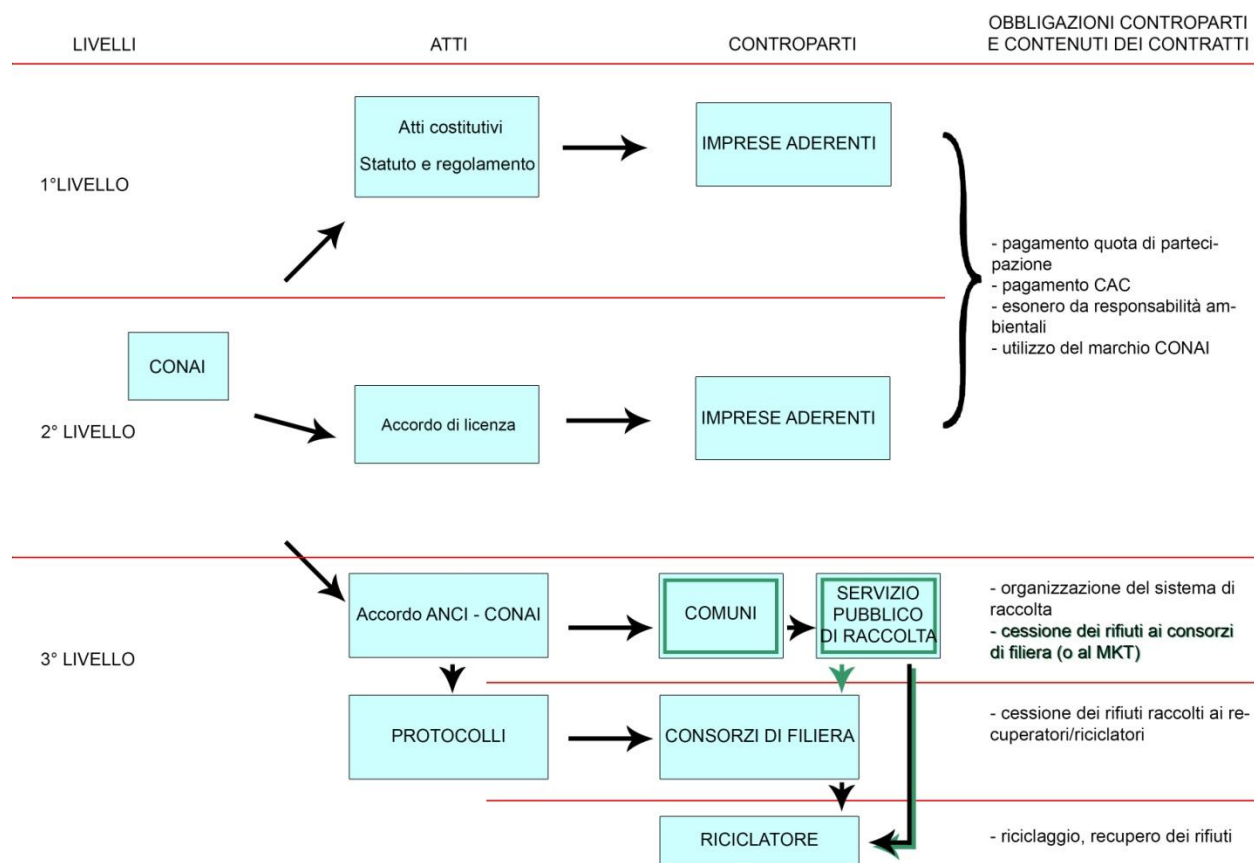 LIVELLI
ATTI
CONTROPARTI
OBBLIGAZIONI CONTROPARTI
E CONTENUTI DEI CONTRATTI
1°LIVELLO
Atti costitutivi
Statuto e regolamento
IMPRESE ADERENTI
- pagamento quota di parteci-
pazione
- pagamento CAC
- esonero da responsabilità am-
bientali
- utilizzo del marchio CONAI
CONAI
2° LIVELLO
Accordo di licenza
IMPRESE ADERENTI
3° LIVELLO
Accordo ANCI - CONAI
COMUNI
SERVIZIO
PUBBLICO
DI RACCOLTA
- organizzazione del sistema di
raccolta
- cessione dei rifiuti ai consorzi
di filiera (o al MKT)
PROTOCOLLI
CONSORZI DI FILIERA
- cessione dei rifiuti raccolti ai re-
cuperatori/riciclatori
RICICLATORE
- riciclaggio, recupero dei rifiuti